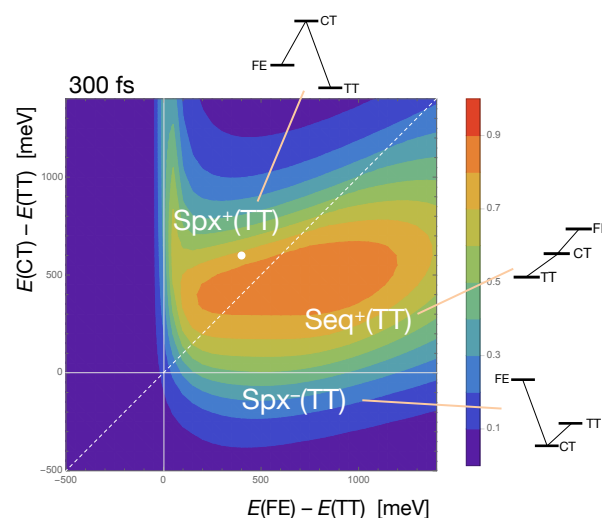 CT
FE
TT
300 fs
E(CT) – E(TT) [meV]
1000
500
0
−500
−500
0
500
1000
E(FE) – E(TT) [meV]
Spx⁺(TT)
Seq⁺(TT)
Spx⁻(TT)
0.9
0.7
0.5
0.3
0.1
FE
CT
TT
FE
TT
CT